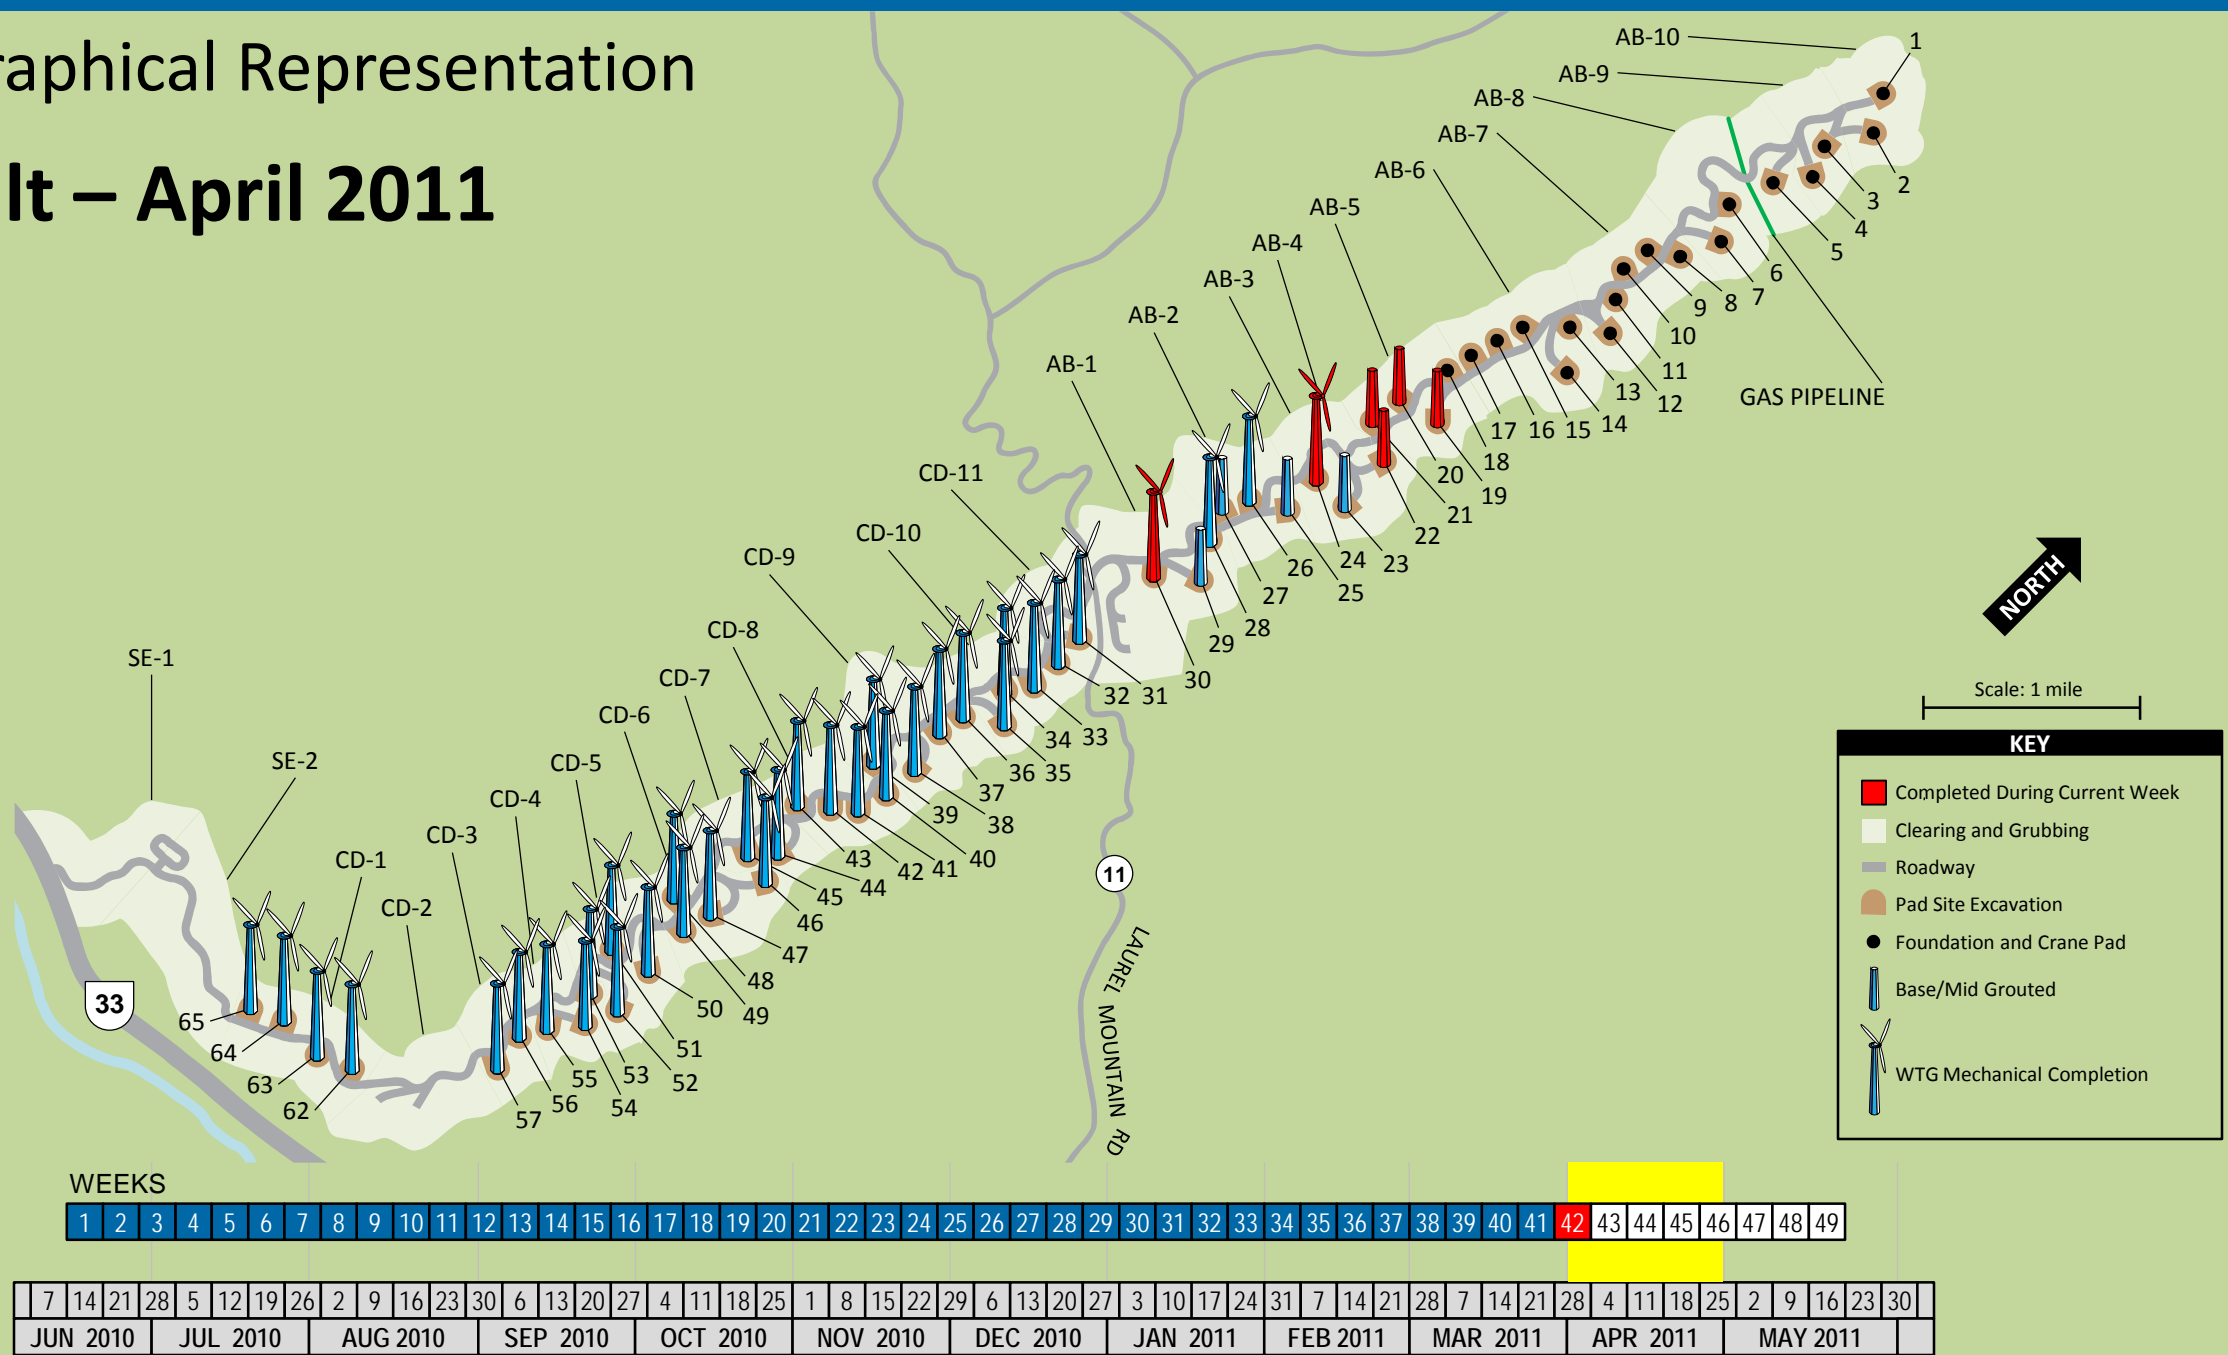 raphical Representation
lt – April 2011
AB-10
1
AB-9
AB-8
AB-7
AB-6
AB-5
AB-4
AB-3
AB-2
AB-1
2
3
4
5
6
7
8
9
10
11
12
13
14
15
16
17
18
19
20
21
22
23
24
25
26
27
28
29
30
31
32
33
34
35
36
37
38
39
40
41
42
43
44
45
46
47
48
49
50
51
52
53
54
55
56
57
62
63
64
65
GAS PIPELINE
CD-11
CD-10
CD-9
CD-8
CD-7
CD-6
CD-5
CD-4
CD-3
CD-2
CD-1
SE-2
SE-1
33
11
LAUREL MOUNTAIN RD
NORTH
Scale: 1 mile
KEY
Completed During Current Week
Clearing and Grubbing
Roadway
Pad Site Excavation
Foundation and Crane Pad
Base/Mid Grouted
WTG Mechanical Completion
WEEKS
1 2 3 4 5 6 7 8 9 10 11 12 13 14 15 16 17 18 19 20 21 22 23 24 25 26 27 28 29 30 31 32 33 34 35 36 37 38 39 40 41 42 43 44 45 46 47 48 49
7 14 21 28 5 12 19 26 2 9 16 23 30 6 13 20 27 4 11 18 25 1 8 15 22 29 6 13 20 27 3 10 17 24 31 7 14 21 28 7 14 21 28 4 11 18 25 2 9 16 23 30
JUN 2010 JUL 2010 AUG 2010 SEP 2010 OCT 2010 NOV 2010 DEC 2010 JAN 2011 FEB 2011 MAR 2011 APR 2011 MAY 2011